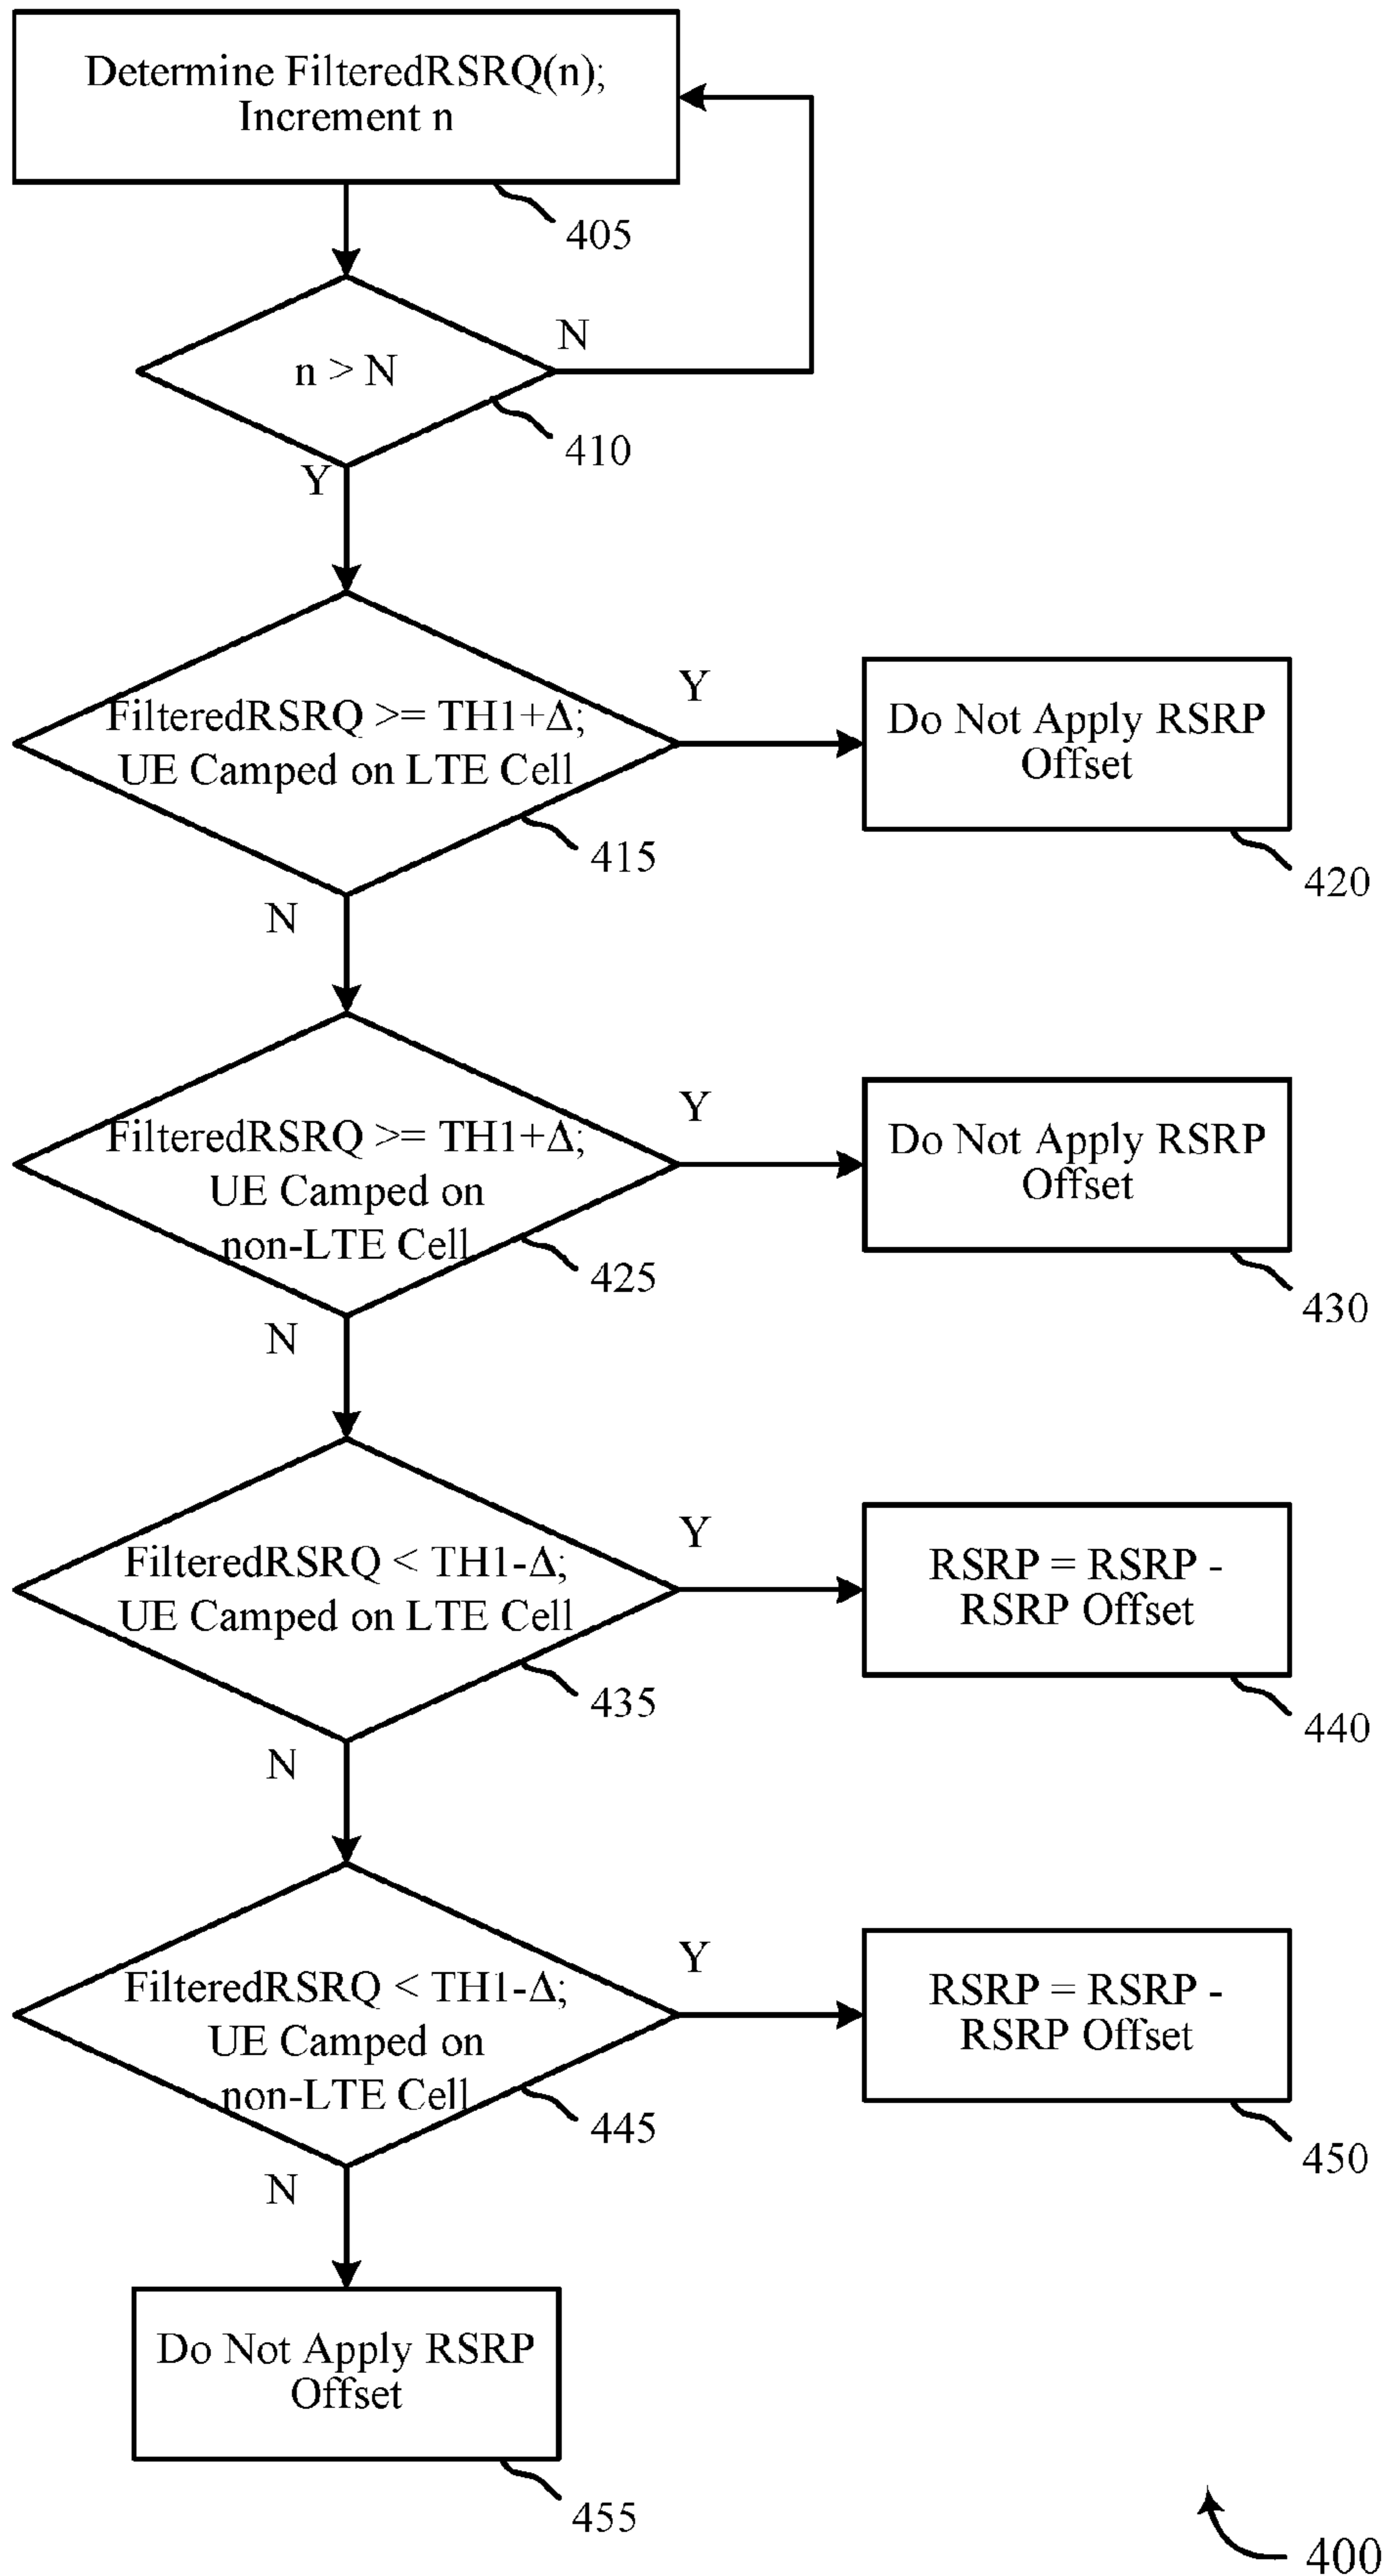 Determine FilteredRSRQ(n);
Increment n
405
n > N
N
410
Y
FilteredRSRQ >= TH1+Δ;
UE Camped on LTE Cell
Y
415
Do Not Apply RSRP
Offset
420
N
FilteredRSRQ >= TH1+Δ;
UE Camped on
non-LTE Cell
Y
425
Do Not Apply RSRP
Offset
430
N
FilteredRSRQ < TH1-Δ;
UE Camped on LTE Cell
Y
435
RSRP = RSRP -
RSRP Offset
440
N
FilteredRSRQ < TH1-Δ;
UE Camped on
non-LTE Cell
Y
445
RSRP = RSRP -
RSRP Offset
450
N
Do Not Apply RSRP
Offset
455
400